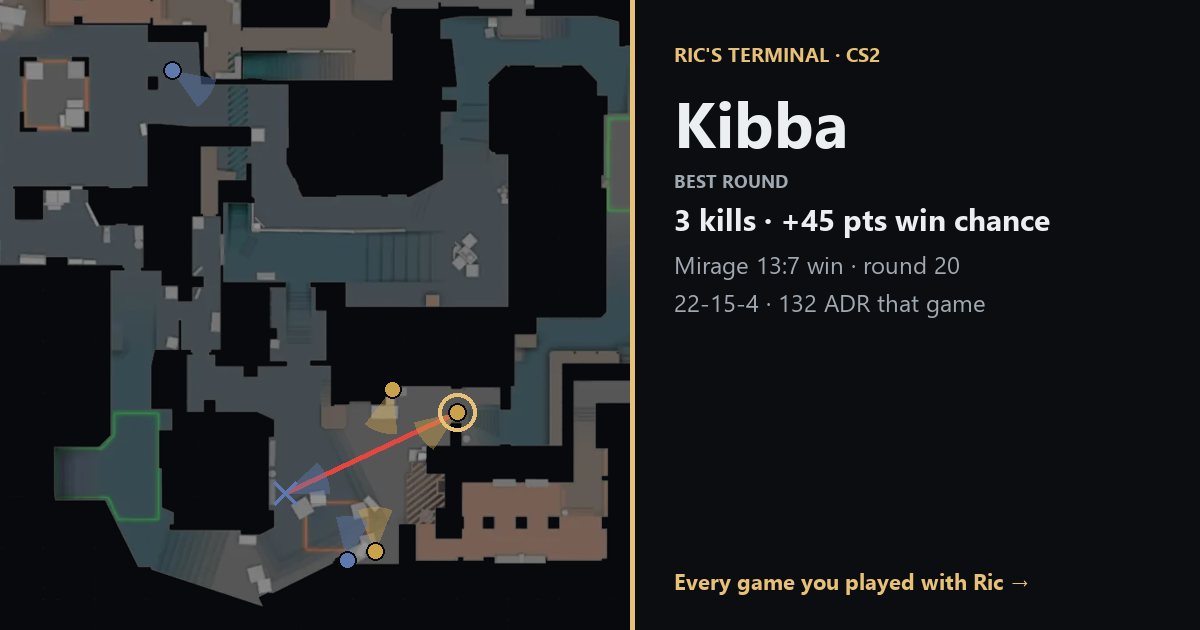 RIC'S TERMINAL · CS2
Kibba
BEST ROUND
3 kills · +45 pts win chance
Mirage 13:7 win · round 20
22-15-4 · 132 ADR that game
Every game you played with Ric →